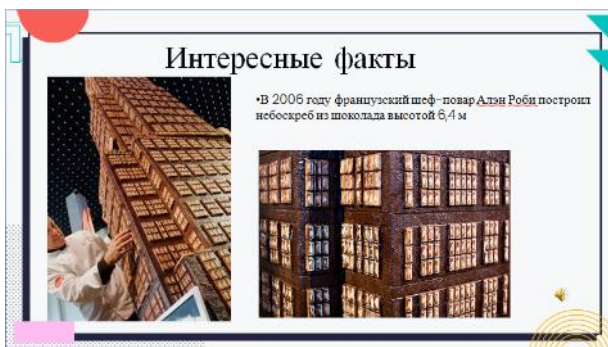 Интересные факты
•В 2006 году французский шеф-повар Алэн Роби построил
небоскреб из шоколада высотой 6,4 м